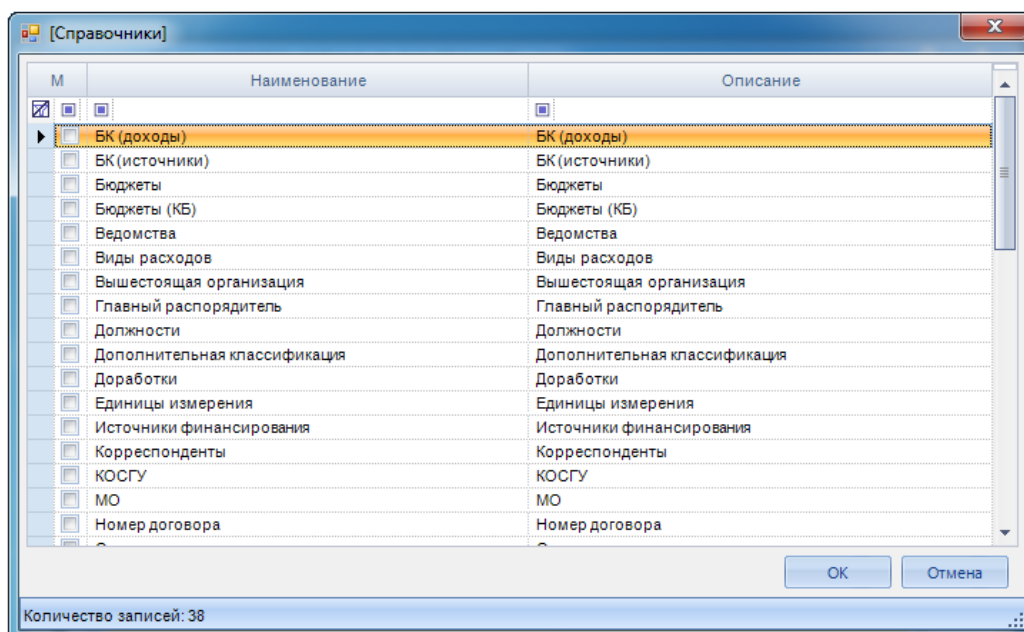 [Справочники]
М Наименование Описание
БК (доходы) БК (доходы)
БК (источники) БК (источники)
Бюджеты Бюджеты
Бюджеты (КБ) Бюджеты (КБ)
Ведомства Ведомства
Виды расходов Виды расходов
Вышестоящая организация Вышестоящая организация
Главный распорядитель Главный распорядитель
Должности Должности
Дополнительная классификация Дополнительная классификация
Доработки Доработки
Единицы измерения Единицы измерения
Источники финансирования Источники финансирования
Корреспонденты Корреспонденты
КОСГУ КОСГУ
МО МО
Номер договора Номер договора
ОК Отмена
Количество записей: 38